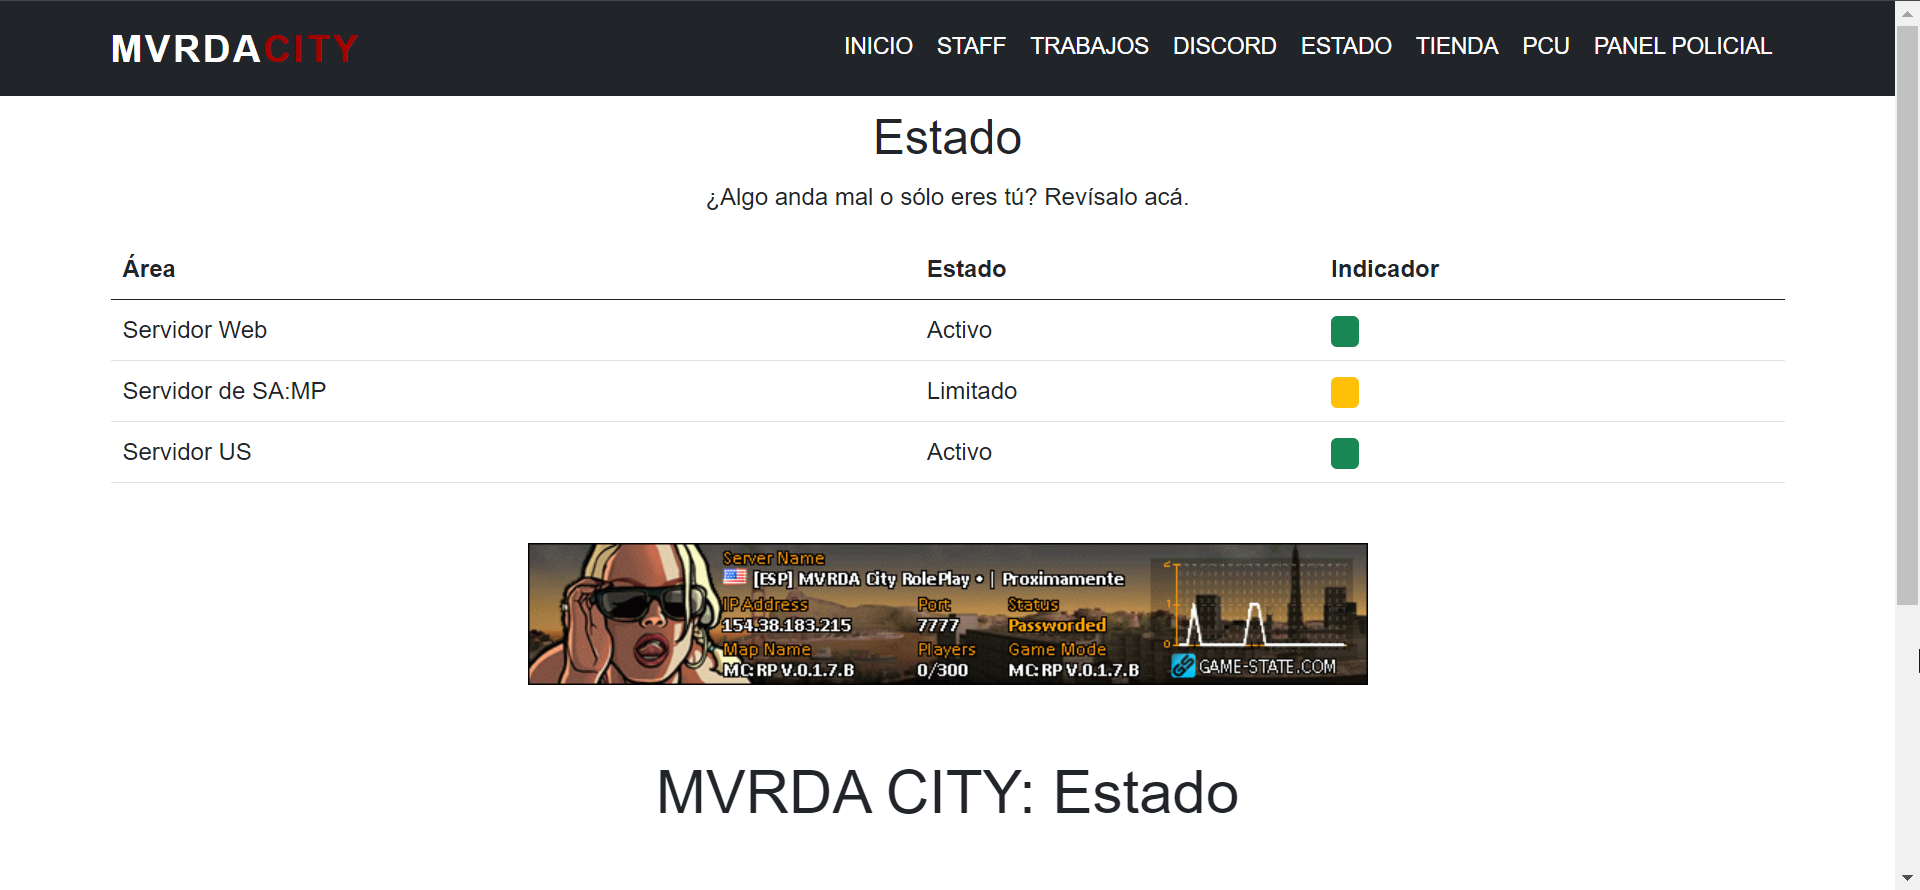 MVRDACITY INICIO STAFF TRABAJOS DISCORD ESTADO TIENDA PCU PANEL POLICIAL
Estado
¿Algo anda mal o sólo eres tú? Revísalo acá.
Área Estado Indicador
Servidor Web Activo
Servidor de SA:MP Limitado
Servidor US Activo
Server Name
[ESP] MVRDA City RolePlay • | Proximamente
IP Address Port Status
154.38.183.215 7777 Passworded
Map Name Players Game Mode
MC:RP V.0.1.7.B 0/300 MC:RP V.0.1.7.B
2
1
0
GAME-STATE.COM
MVRDA CITY: Estado